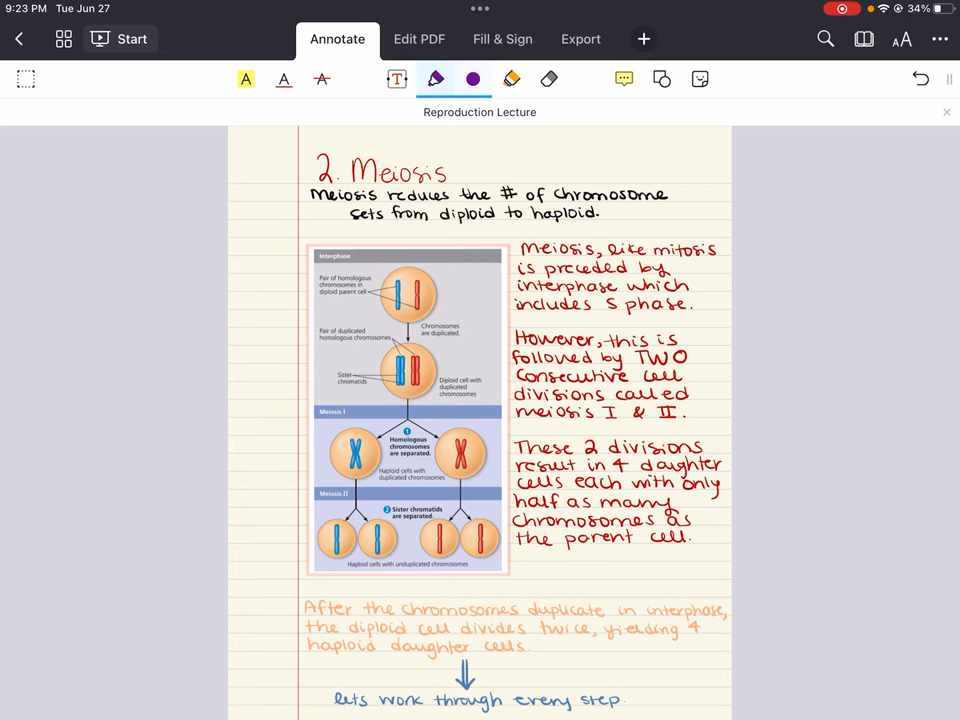 9:23 PM Tue Jun 27
34%
Start
Annotate
Edit PDF
Fill & Sign
Export
Reproduction Lecture
2. Meiosis
Meiosis reduces the # of chromosome
sets from diploid to haploid.
Interphase
Pair of homologous
chromosomes in
diploid parent cell
Chromosomes
are duplicated.
Pair of duplicated
homologous chromosomes
Sister
chromatids
Diploid cell with
duplicated
chromosomes
Meiosis I
1
Homologous
chromosomes
are separated.
Haploid cells with
duplicated chromosomes
Meiosis II
2 Sister chromatids
are separated.
Haploid cells with unduplicated chromosomes
Meiosis, like mitosis
is preceded by
interphase which
includes S phase.
However, this is
followed by TWO
consecutive cell
divisions called
meiosis I & II.
These 2 divisions
result in 4 daughter
cells each with only
half as many
chromosomes as
the parent cell.
After the chromosomes duplicate in interphase,
the diploid cell divides twice, yielding 4
haploid daughter cells.
lets work through every step.